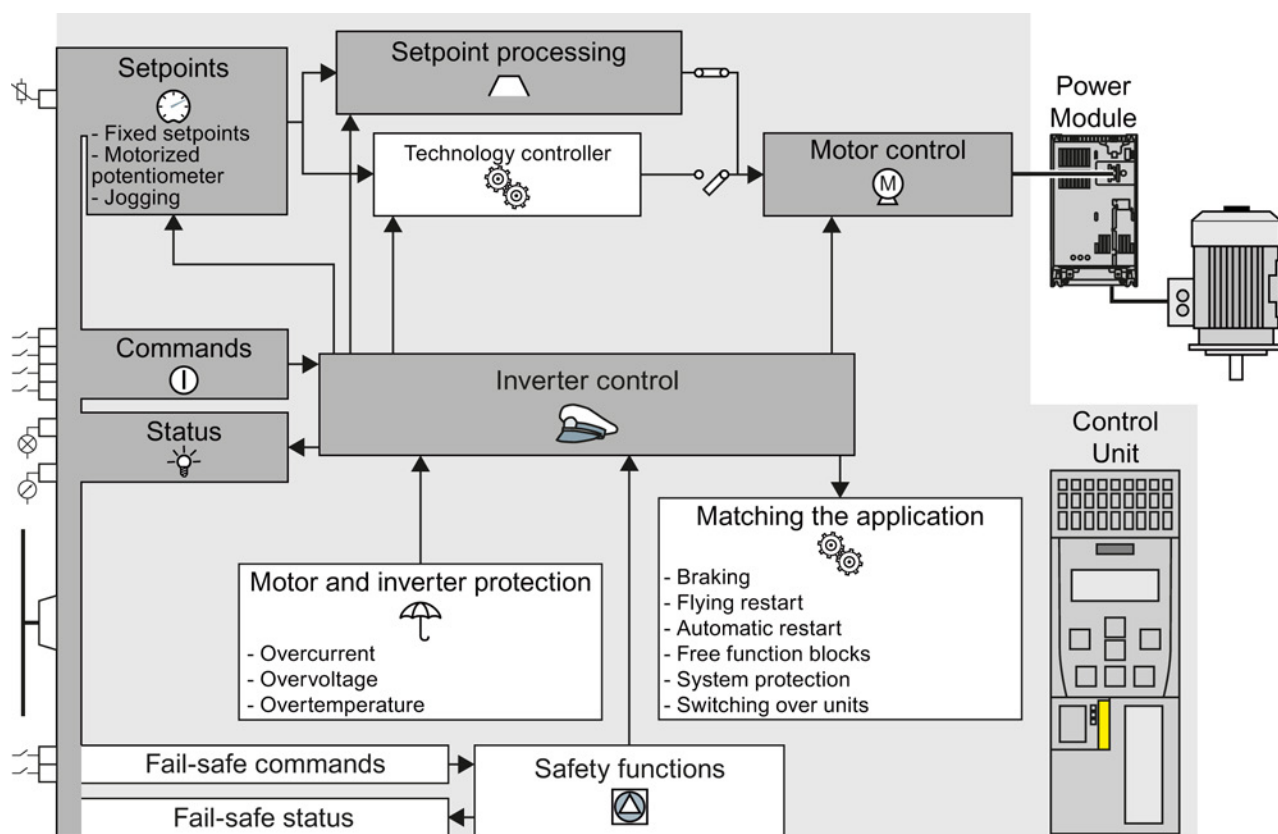 Setpoints
- Fixed setpoints
- Motorized
potentiometer
- Jogging
Setpoint processing
Technology controller
Motor control
M
Power
Module
Commands
Inverter control
Status
Control
Unit
Matching the application
- Braking
- Flying restart
- Automatic restart
- Free function blocks
- System protection
- Switching over units
Motor and inverter protection
- Overcurrent
- Overvoltage
- Overtemperature
Fail-safe commands
Safety functions
Fail-safe status